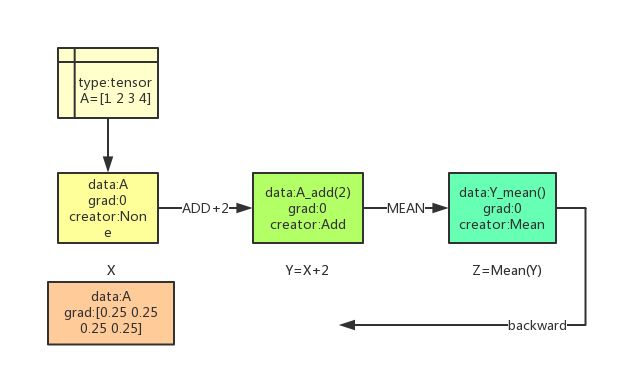 type:tensor
A=[1 2 3 4]
data:A
grad:0
creator:Non
e
ADD+2
data:A_add(2)
grad:0
creator:Add
MEAN
data:Y_mean()
grad:0
creator:Mean
X
Y=X+2
Z=Mean(Y)
data:A
grad:[0.25 0.25
0.25 0.25]
backward